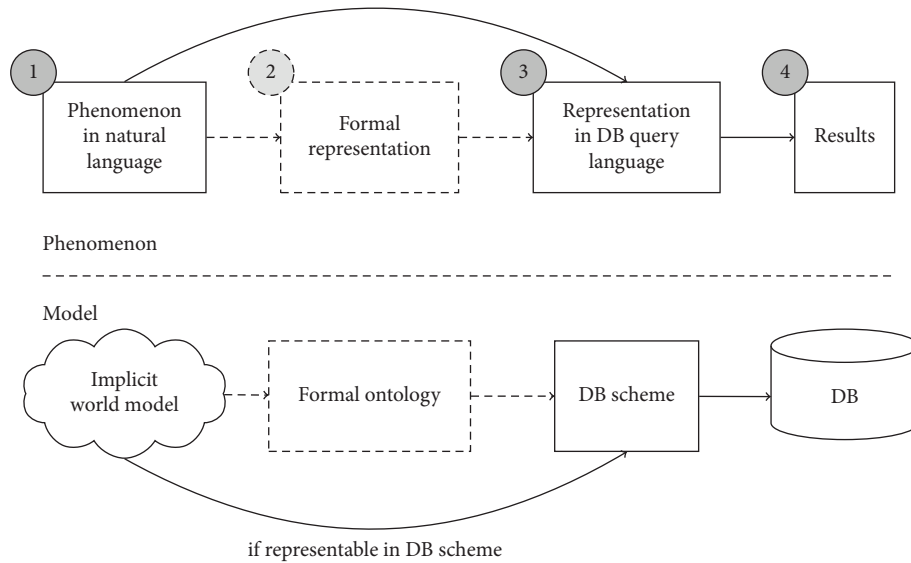 1
Phenomenon
in natural
language
2
Formal
representation
3
Representation
in DB query
language
4
Results
Phenomenon
Model
Implicit
world model
Formal ontology
DB scheme
DB
if representable in DB scheme